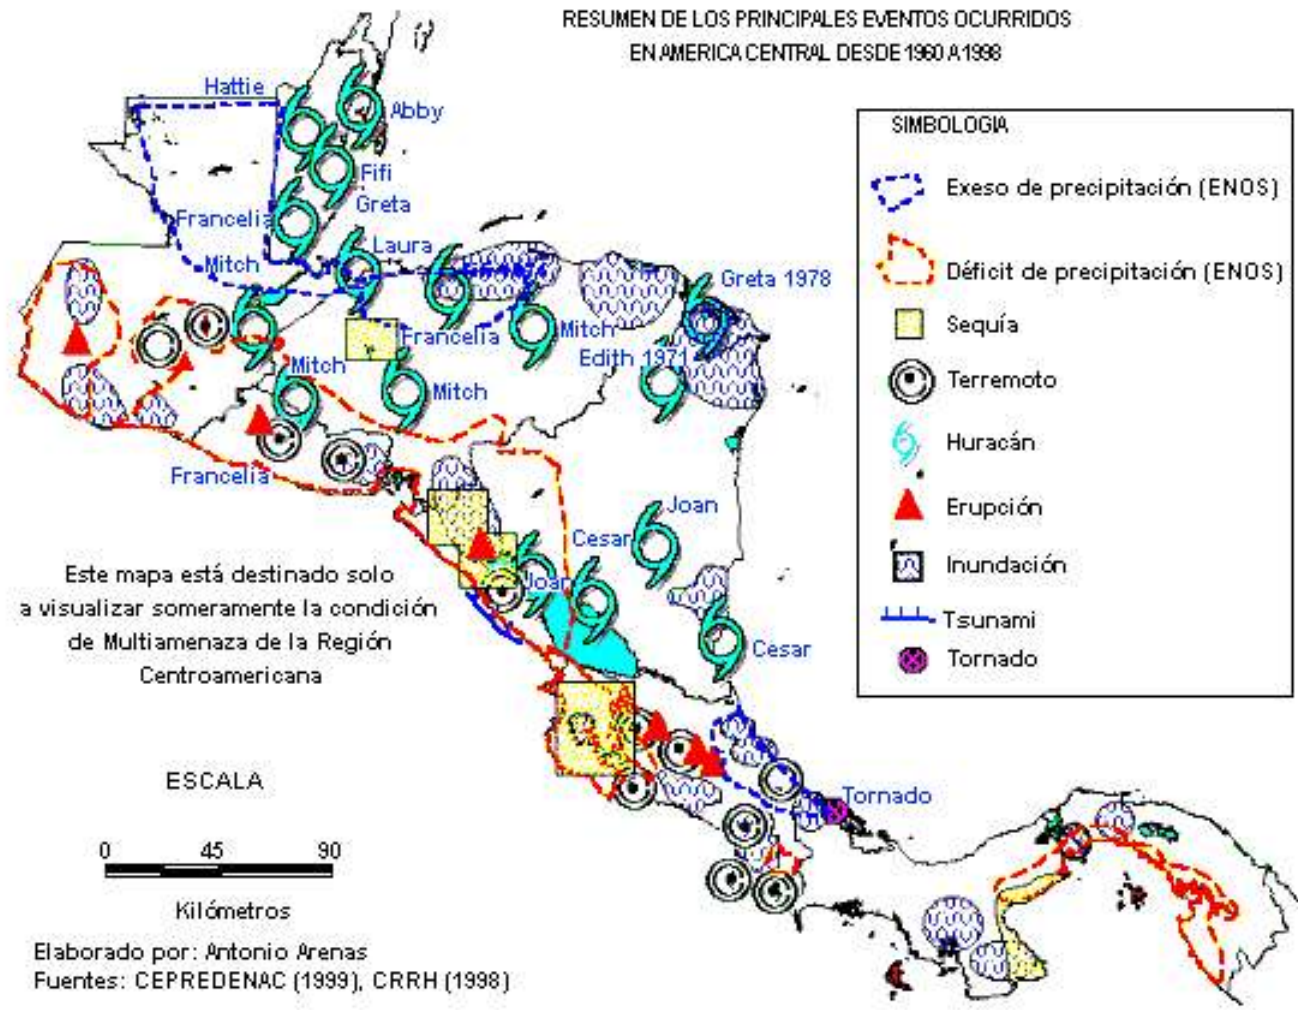 RESUMEN DE LOS PRINCIPALES EVENTOS OCURRIDOS
EN AMERICA CENTRAL DESDE 1960 A 1998
Hattie
Abby
Fifi
Greta
Francelia
Laura
Mitch
Greta 1978
Francelia
Mitch
Edith 1971
Mitch
Mitch
Francelia
Joan
Cesar
Joan
Cesar
Tornado
SIMBOLOGIA
Exeso de precipitación (ENOS)
Déficit de precipitación (ENOS)
Sequía
Terremoto
Huracán
Erupción
Inundación
Tsunami
Tornado
Este mapa está destinado solo
a visualizar someramente la condición
de Multiamenaza de la Región
Centroamericana
ESCALA
0 45 90
Kilómetros
Elaborado por: Antonio Arenas
Fuentes: CEPREDENAC (1999), CRRH (1998)